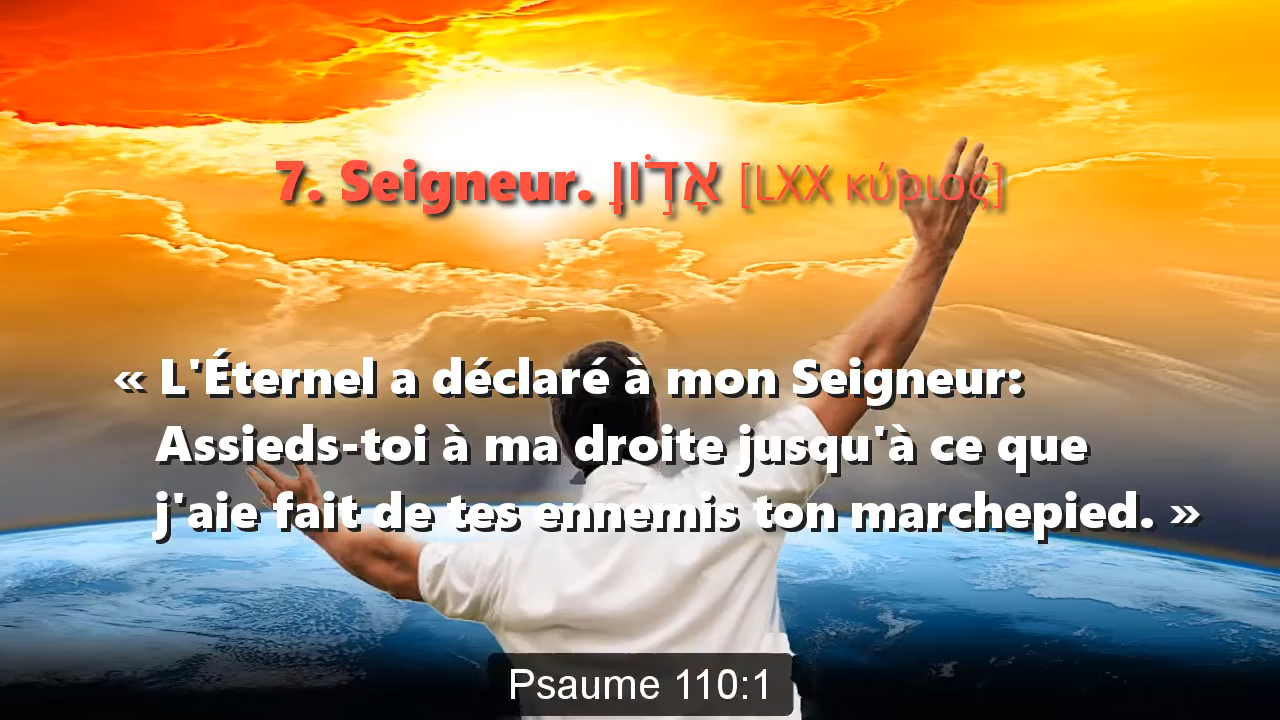 7. Seigneur. אָדֹ֖וןָ [LXX κύριος]
« L'Éternel a déclaré à mon Seigneur:
Assieds-toi à ma droite jusqu'à ce que
j'aie fait de tes ennemis ton marchepied. »
Psaume 110:1